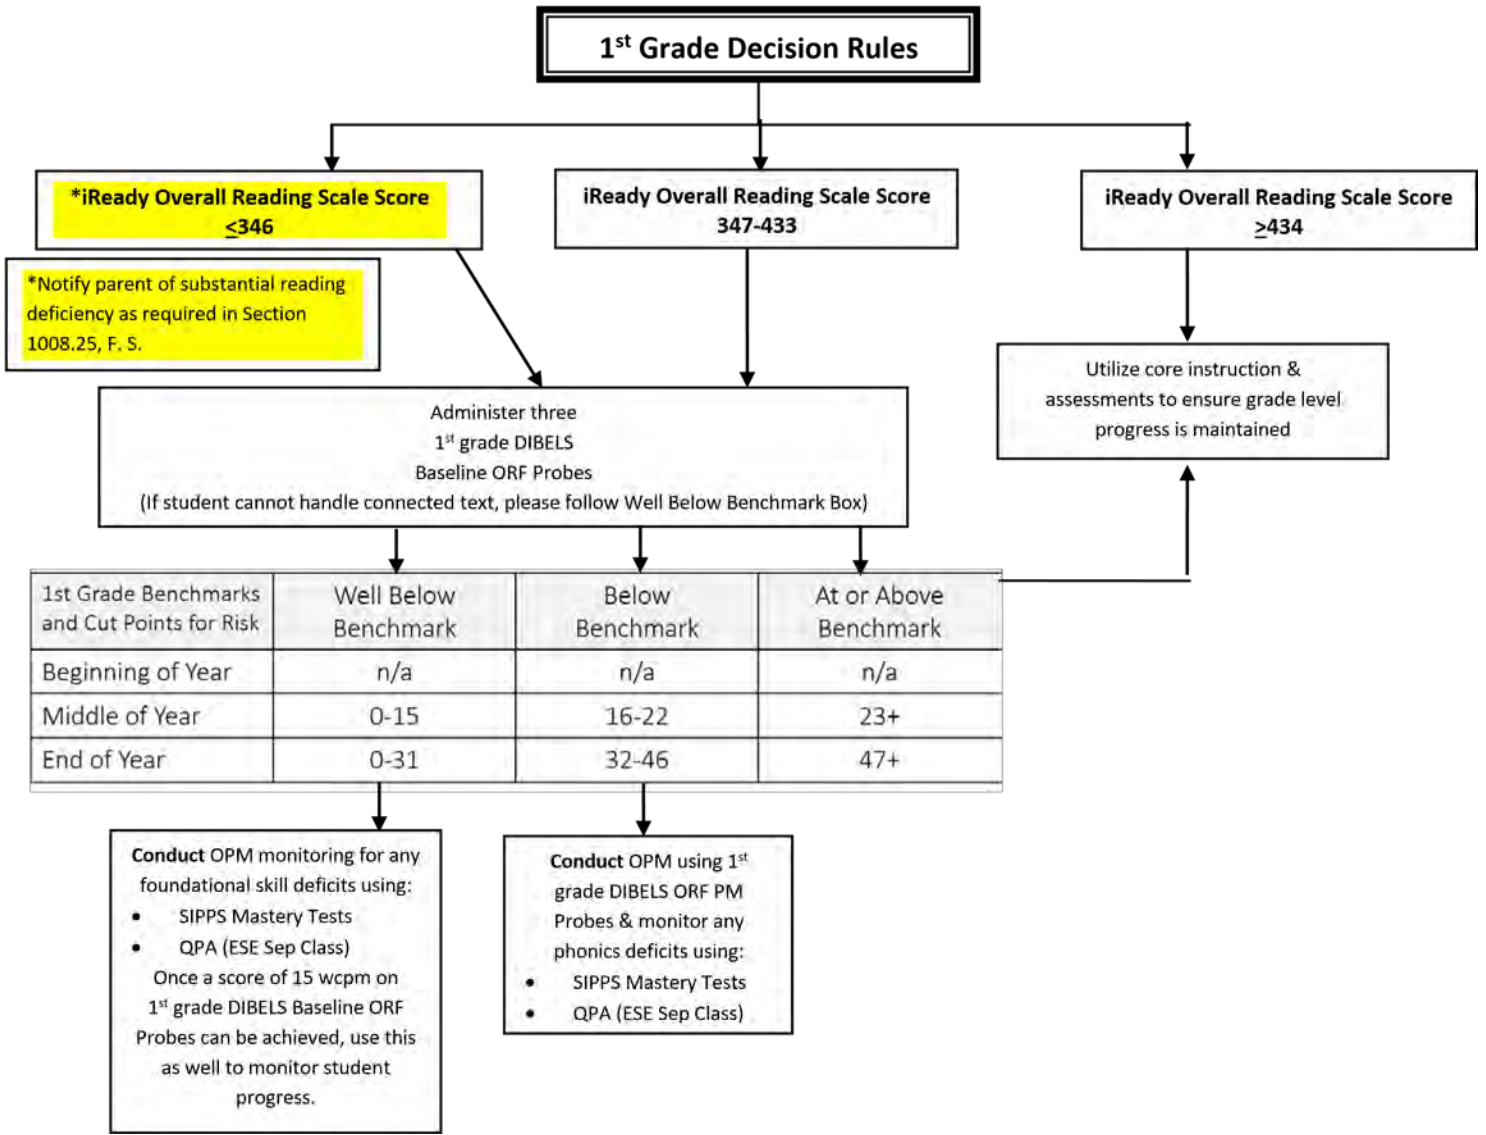 1st Grade Decision Rules
*iReady Overall Reading Scale Score
≤346
iReady Overall Reading Scale Score
347-433
iReady Overall Reading Scale Score
≥434
*Notify parent of substantial reading
deficiency as required in Section
1008.25, F. S.
Utilize core instruction &
assessments to ensure grade level
progress is maintained
Administer three
1st grade DIBELS
Baseline ORF Probes
(If student cannot handle connected text, please follow Well Below Benchmark Box)
1st Grade Benchmarks
and Cut Points for Risk
Well Below
Benchmark
Below
Benchmark
At or Above
Benchmark
Beginning of Year n/a n/a n/a
Middle of Year 0-15 16-22 23+
End of Year 0-31 32-46 47+
Conduct OPM monitoring for any
foundational skill deficits using:
• SIPPS Mastery Tests
• QPA (ESE Sep Class)
Once a score of 15 wcpm on
1st grade DIBELS Baseline ORF
Probes can be achieved, use this
as well to monitor student
progress.
Conduct OPM using 1st
grade DIBELS ORF PM
Probes & monitor any
phonics deficits using:
• SIPPS Mastery Tests
• QPA (ESE Sep Class)